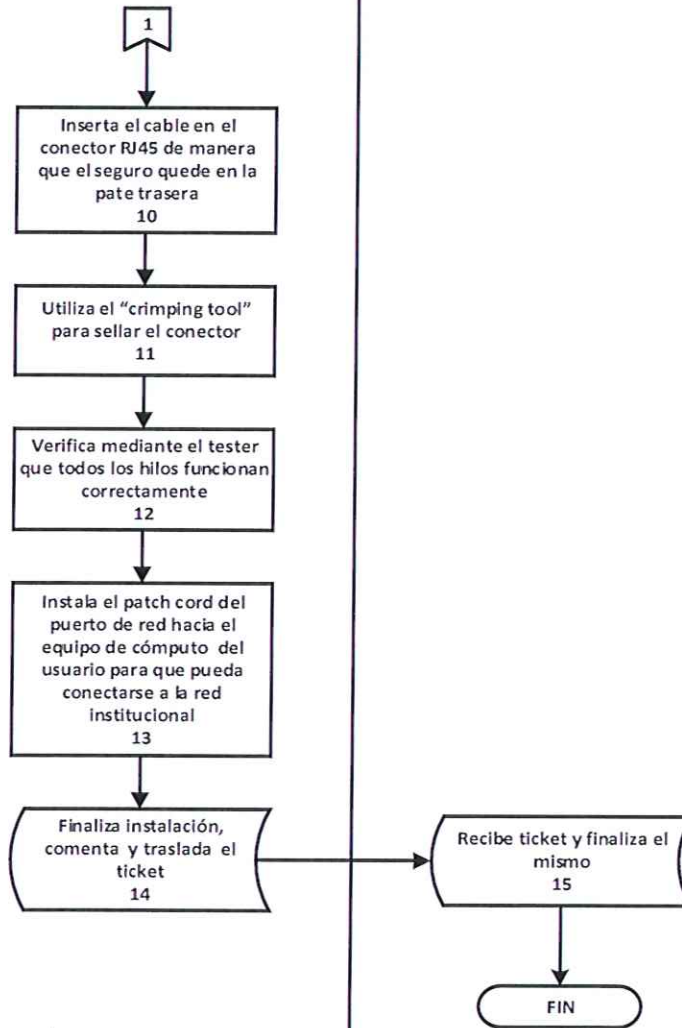 1
Inserta el cable en el
conector RJ45 de manera
que el seguro quede en la
pate trasera
10
Utiliza el "crimping tool"
para sellar el conector
11
Verifica mediante el tester
que todos los hilos funcionan
correctamente
12
Instala el patch cord del
puerto de red hacia el
equipo de cómputo del
usuario para que pueda
conectarse a la red
institucional
13
Finaliza instalación,
comenta y traslada el
ticket
14
Recibe ticket y finaliza el
mismo
15
FIN